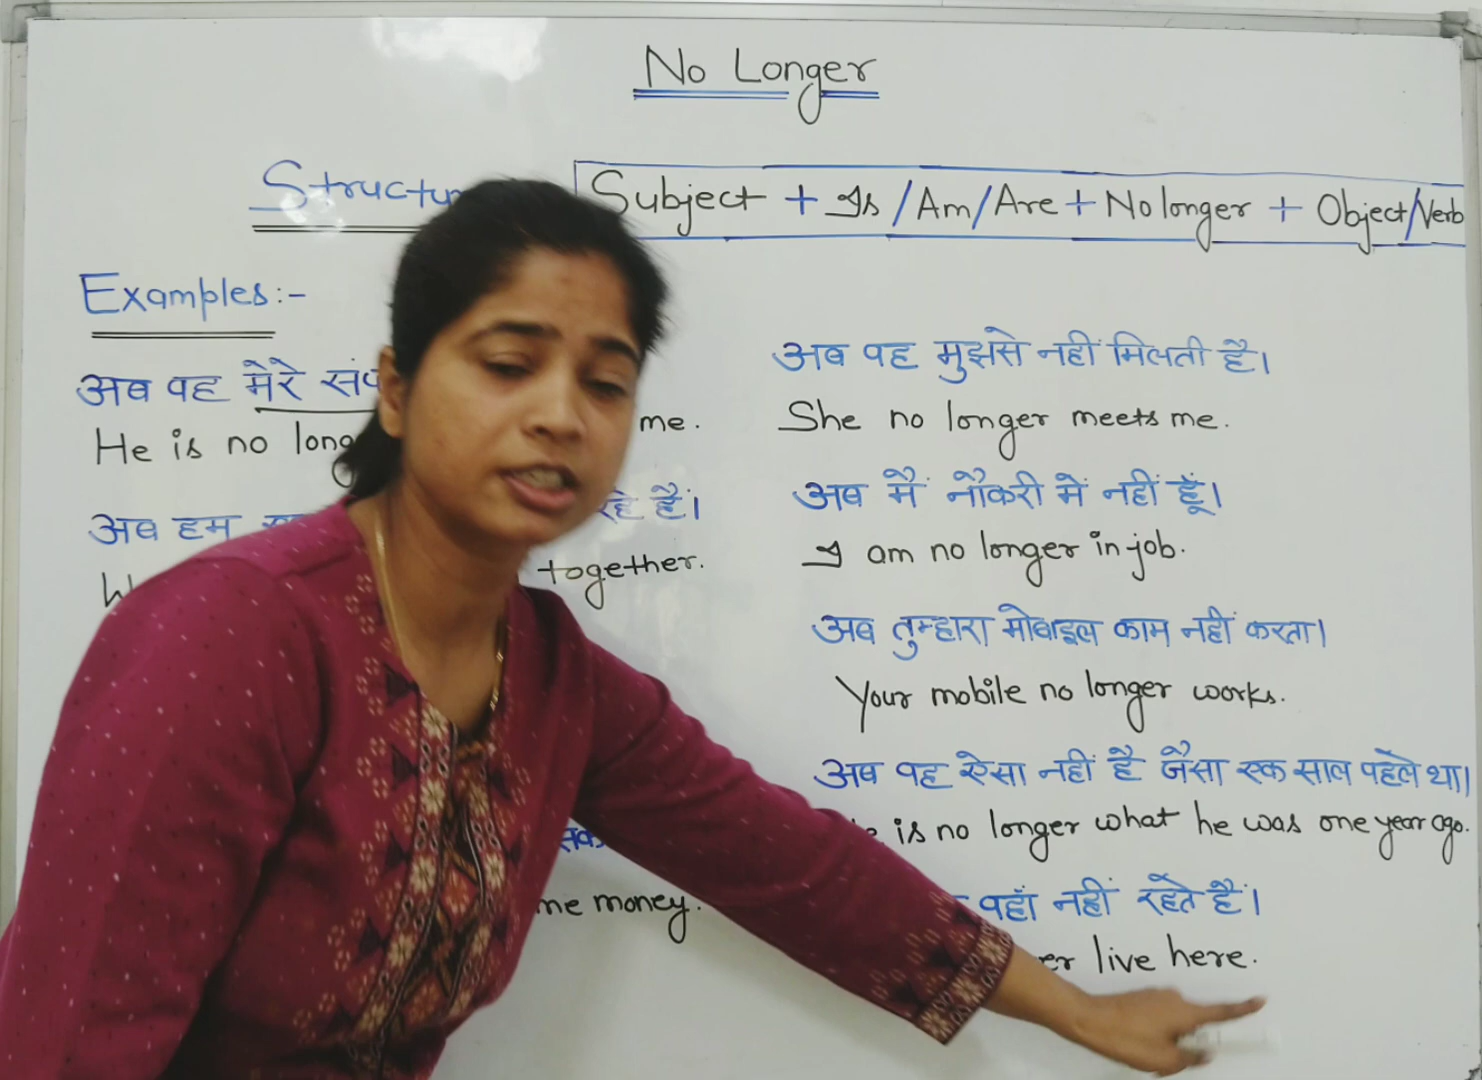 No Longer
Subject + Is / Am / Are + No longer + Object/Verb
Examples:-
अब वह मेरे
He is no me.
अब हम रहे हैं।
together.
me money.
अब वह मुझसे नहीं मिलती है।
She no longer meets me.
अब मैं नौकरी में नहीं हूँ।
I am no longer in job.
अब तुम्हारा मोबाइल काम नहीं करता।
Your mobile no longer works.
अब वह ऐसा नहीं है जैसा एक साल पहले था।
is no longer what he was one year ago.
वहाँ नहीं रहते हैं।
live here.